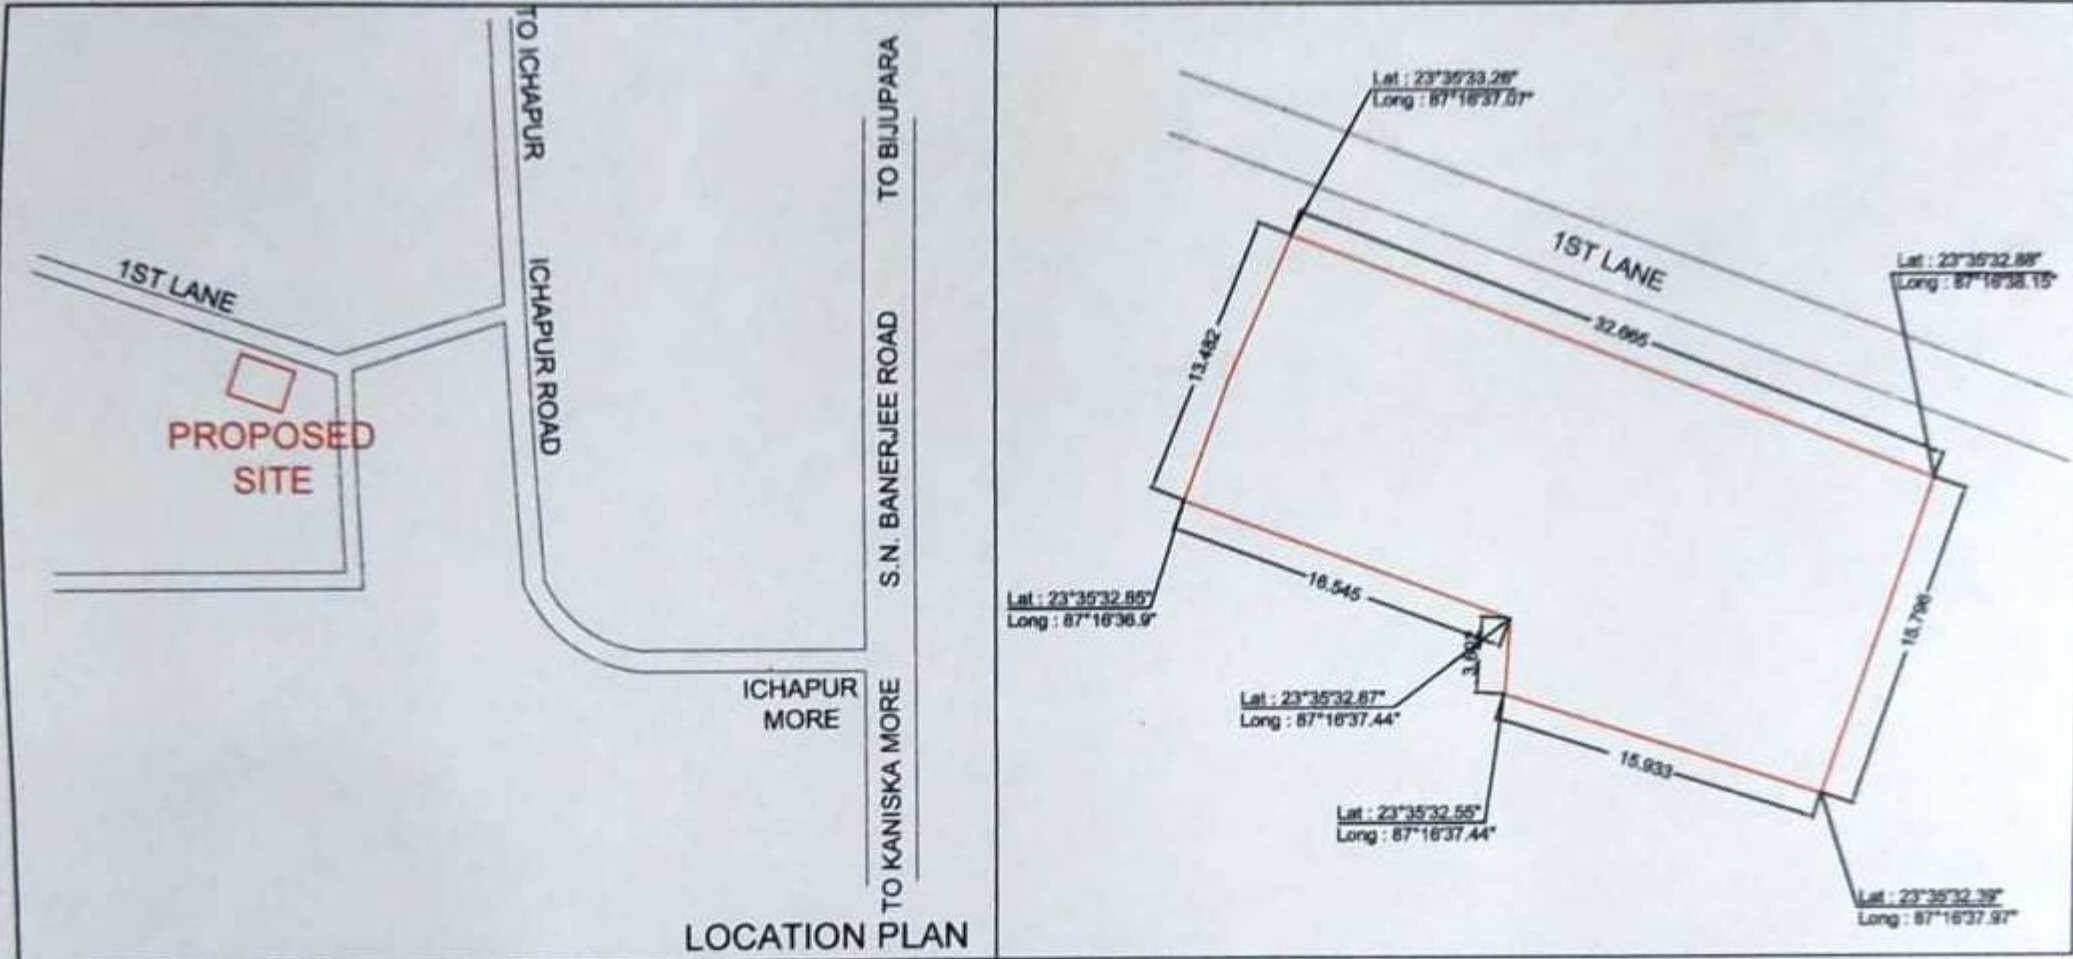 TO ICHAPUR
TO BIJUPARA
1ST LANE
ICHAPUR ROAD
S.N. BANERJEE ROAD
PROPOSED
SITE
ICHAPUR
MORE
TO KANISKA MORE
LOCATION PLAN
Lat : 23°35'33.26"
Long : 87°16'37.07"
1ST LANE
Lat : 23°35'32.88"
Long : 87°16'38.15"
32.665
13.482
Lat : 23°35'32.85"
Long : 87°16'36.9"
16.545
15.796
Lat : 23°35'32.67"
Long : 87°16'37.44"
15.933
Lat : 23°35'32.55"
Long : 87°16'37.44"
Lat : 23°35'32.39"
Long : 87°16'37.97"